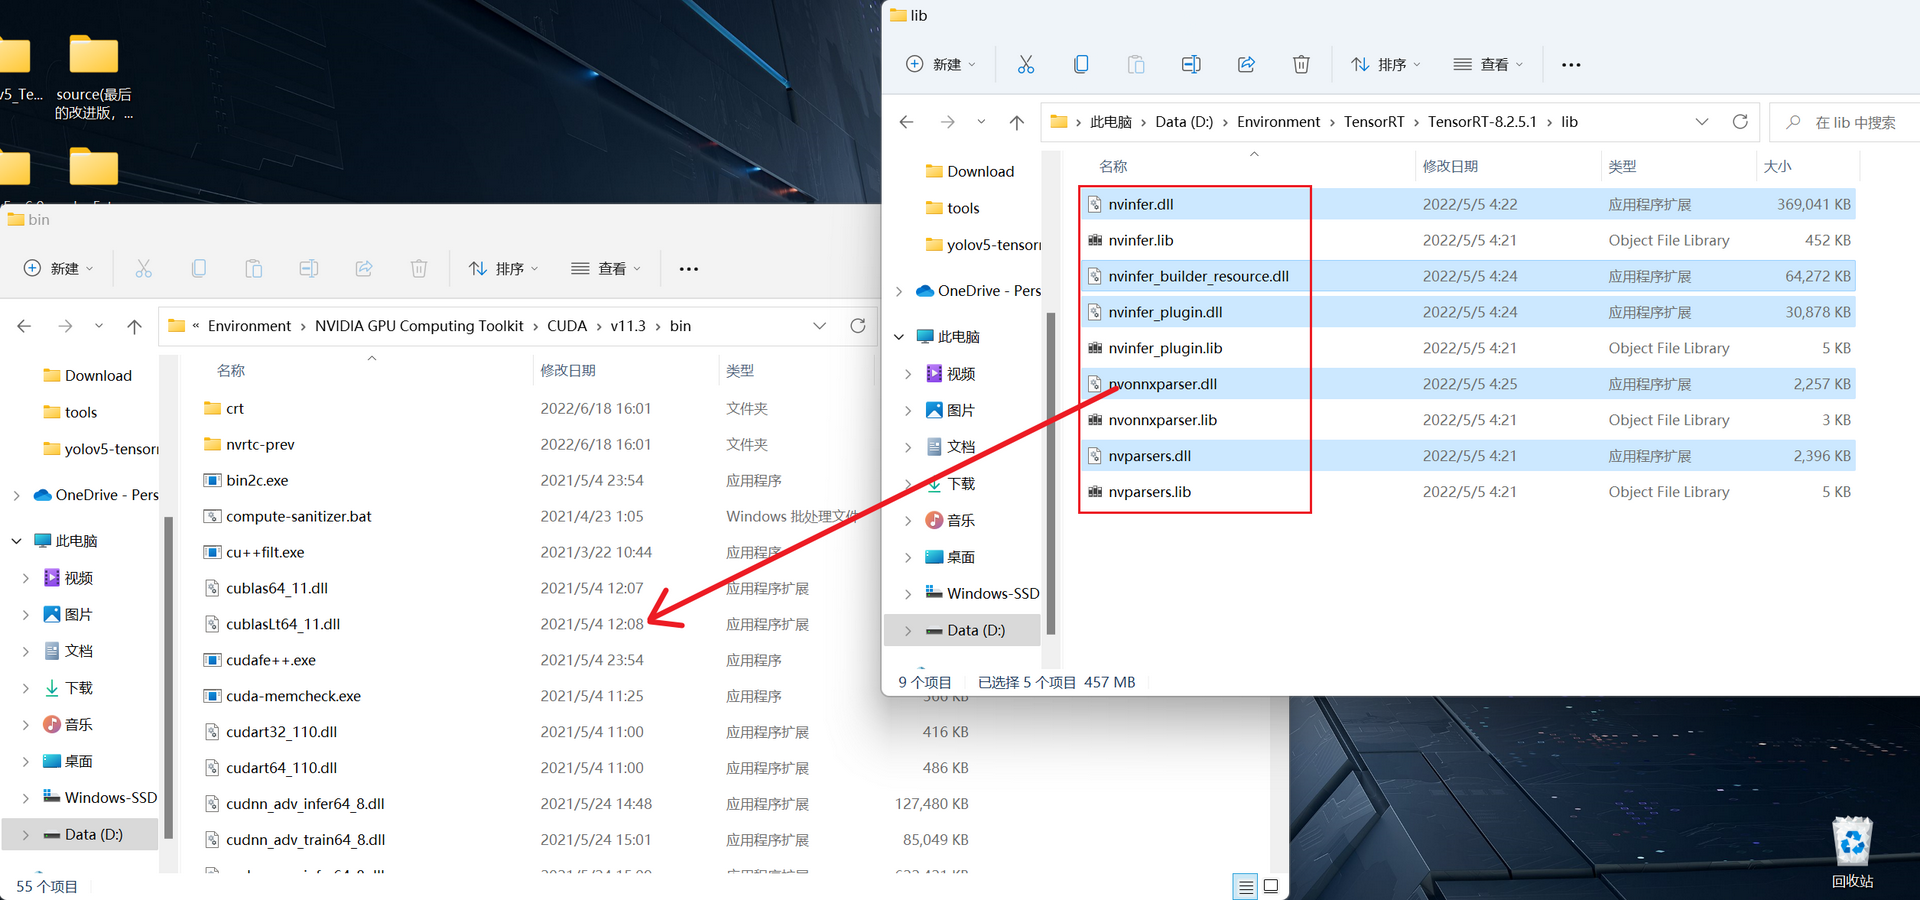 v5_Te...
source(最后
的改进版，...
bin
新建
排序
查看
« Environment › NVIDIA GPU Computing Toolkit › CUDA › v11.3 › bin
Download
tools
yolov5-tensorr
OneDrive - Pers
此电脑
视频
图片
文档
下载
音乐
桌面
Windows-SSD
Data (D:)
名称 修改日期 类型
crt 2022/6/18 16:01 文件夹
nvrtc-prev 2022/6/18 16:01 文件夹
bin2c.exe 2021/5/4 23:54 应用程序
compute-sanitizer.bat 2021/4/23 1:05 Windows 批处理文件
cu++filt.exe 2021/3/22 10:44 应用程序
cublas64_11.dll 2021/5/4 12:07 应用程序扩展
cublasLt64_11.dll 2021/5/4 12:08 应用程序扩展
cudafe++.exe 2021/5/4 23:54 应用程序
cuda-memcheck.exe 2021/5/4 11:25 应用程序
cudart32_110.dll 2021/5/4 11:00 应用程序扩展 416 KB
cudart64_110.dll 2021/5/4 11:00 应用程序扩展 486 KB
cudnn_adv_infer64_8.dll 2021/5/24 14:48 应用程序扩展 127,480 KB
cudnn_adv_train64_8.dll 2021/5/24 15:01 应用程序扩展 85,049 KB
55 个项目
lib
新建
排序
查看
› 此电脑 › Data (D:) › Environment › TensorRT › TensorRT-8.2.5.1 › lib
在 lib 中搜索
Download
tools
yolov5-tensorr
OneDrive - Pers
此电脑
视频
图片
文档
下载
音乐
桌面
Windows-SSD
Data (D:)
名称 修改日期 类型 大小
nvinfer.dll 2022/5/5 4:22 应用程序扩展 369,041 KB
nvinfer.lib 2022/5/5 4:21 Object File Library 452 KB
nvinfer_builder_resource.dll 2022/5/5 4:24 应用程序扩展 64,272 KB
nvinfer_plugin.dll 2022/5/5 4:24 应用程序扩展 30,878 KB
nvinfer_plugin.lib 2022/5/5 4:21 Object File Library 5 KB
nvonnxparser.dll 2022/5/5 4:25 应用程序扩展 2,257 KB
nvonnxparser.lib 2022/5/5 4:21 Object File Library 3 KB
nvparsers.dll 2022/5/5 4:21 应用程序扩展 2,396 KB
nvparsers.lib 2022/5/5 4:21 Object File Library 5 KB
9 个项目 已选择 5 个项目 457 MB
回收站